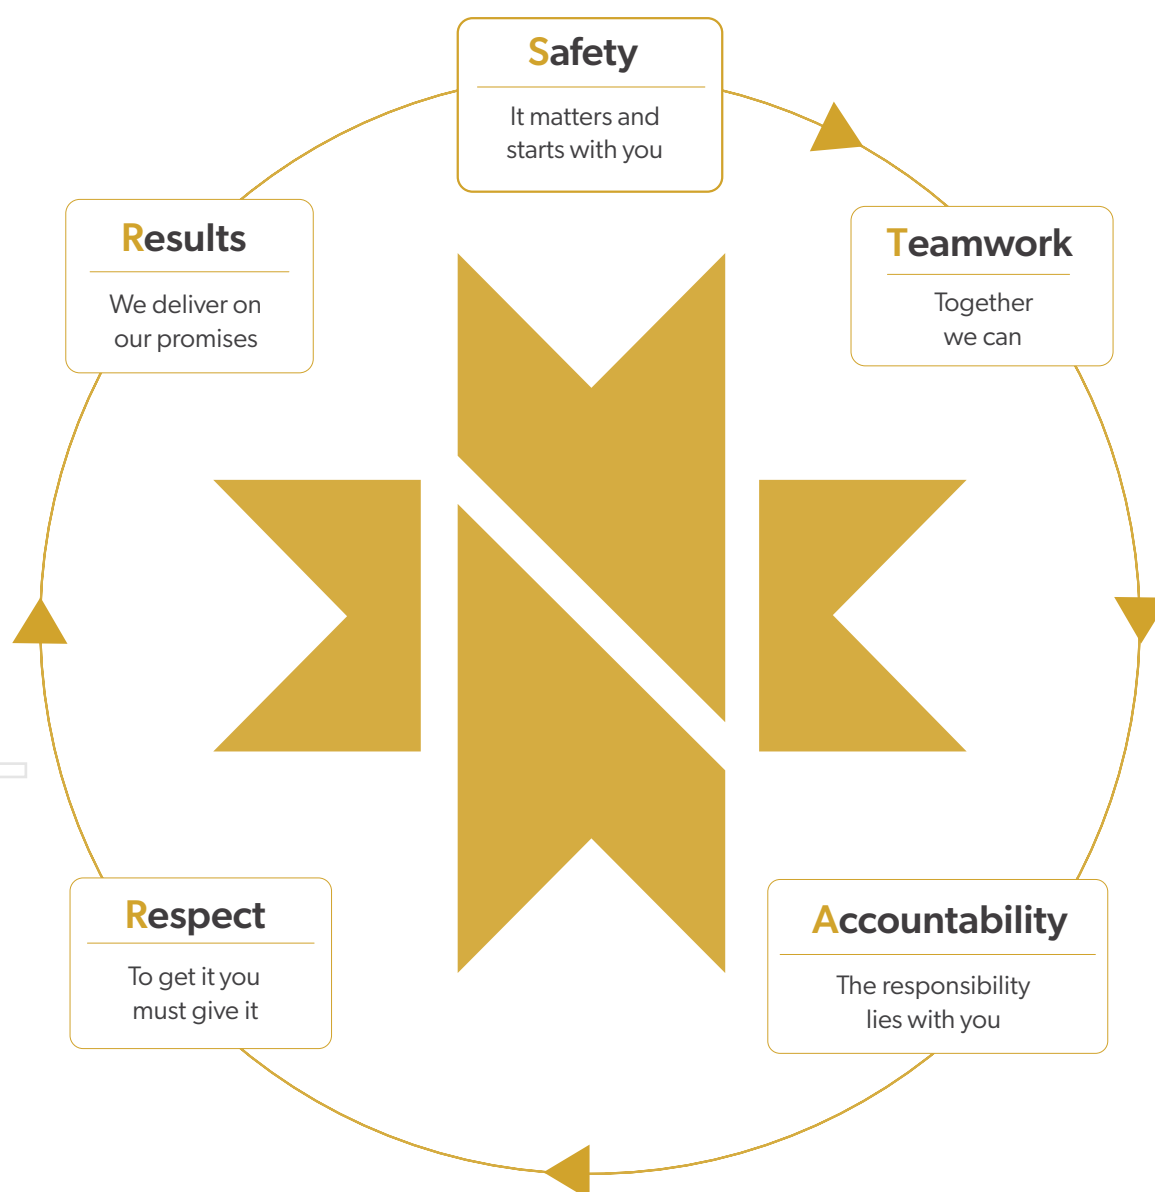 Safety
It matters and
starts with you
Teamwork
Together
we can
Accountability
The responsibility
lies with you
Respect
To get it you
must give it
Results
We deliver on
our promises